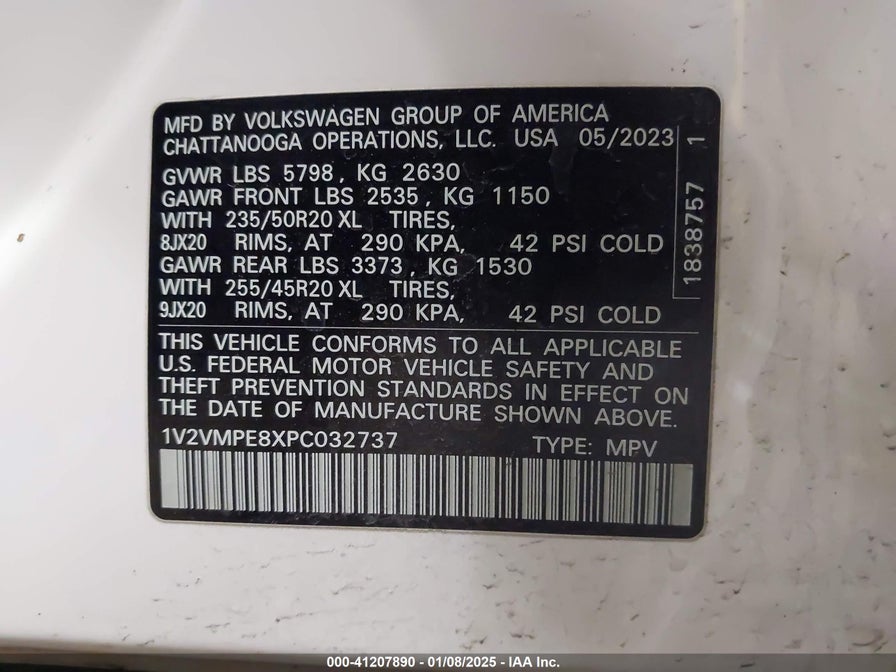 MFD BY VOLKSWAGEN GROUP OF AMERICA
CHATTANOOGA OPERATIONS, LLC. USA 05/2023
GVWR LBS 5798, KG 2630
GAWR FRONT LBS 2535, KG 1150
WITH 235/50R20 XL TIRES,
8JX20 RIMS, AT 290 KPA, 42 PSI COLD
GAWR REAR LBS 3373, KG 1530
WITH 255/45R20 XL TIRES,
9JX20 RIMS, AT 290 KPA, 42 PSI COLD
1838757 1
THIS VEHICLE CONFORMS TO ALL APPLICABLE
U.S. FEDERAL MOTOR VEHICLE SAFETY AND
THEFT PREVENTION STANDARDS IN EFFECT ON
THE DATE OF MANUFACTURE SHOWN ABOVE.
1V2VMPE8XPC032737 TYPE: MPV
000-41207890 - 01/08/2025 - IAA Inc.